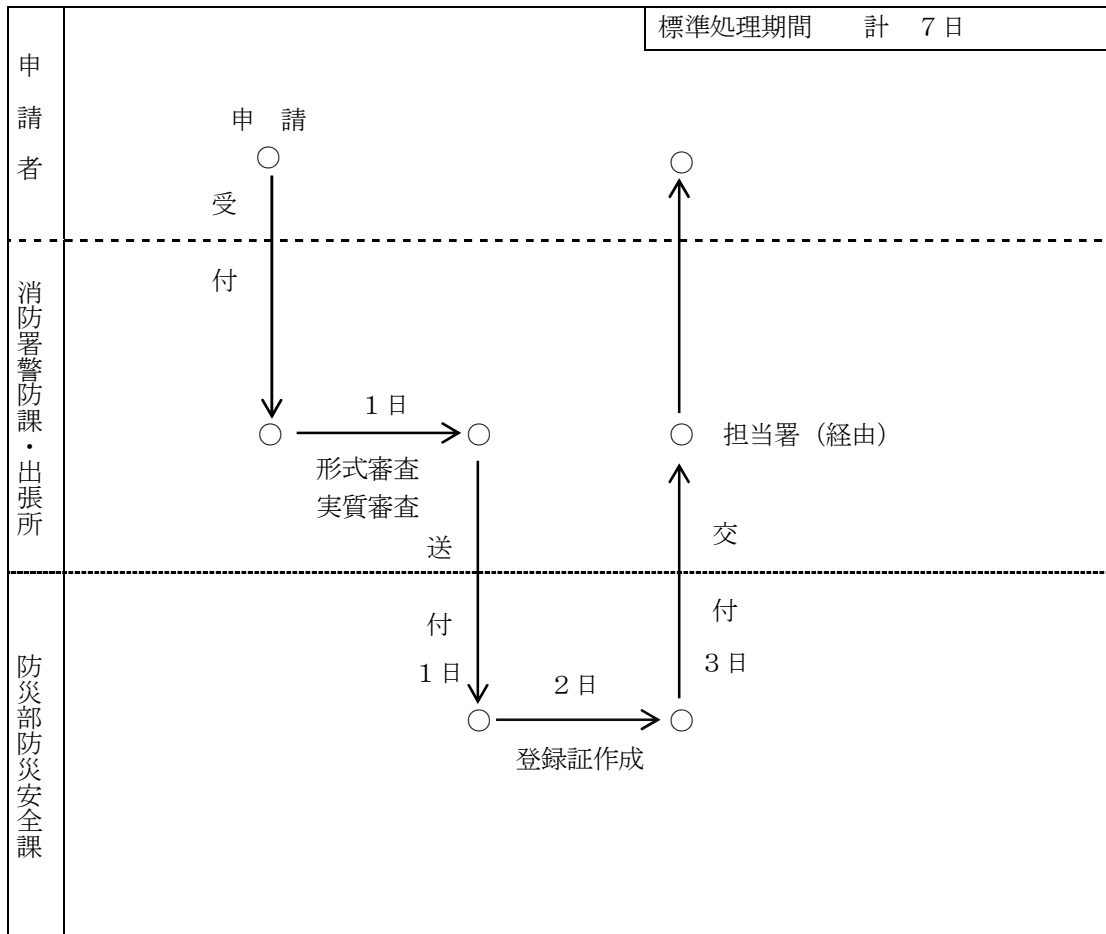 標準処理期間　　計　７日
申請者
申　請
受付
消防署警防課・出張所
１日
形式審査
実質審査
担当署（経由）
送付
１日
交付
３日
防災部防災安全課
２日
登録証作成